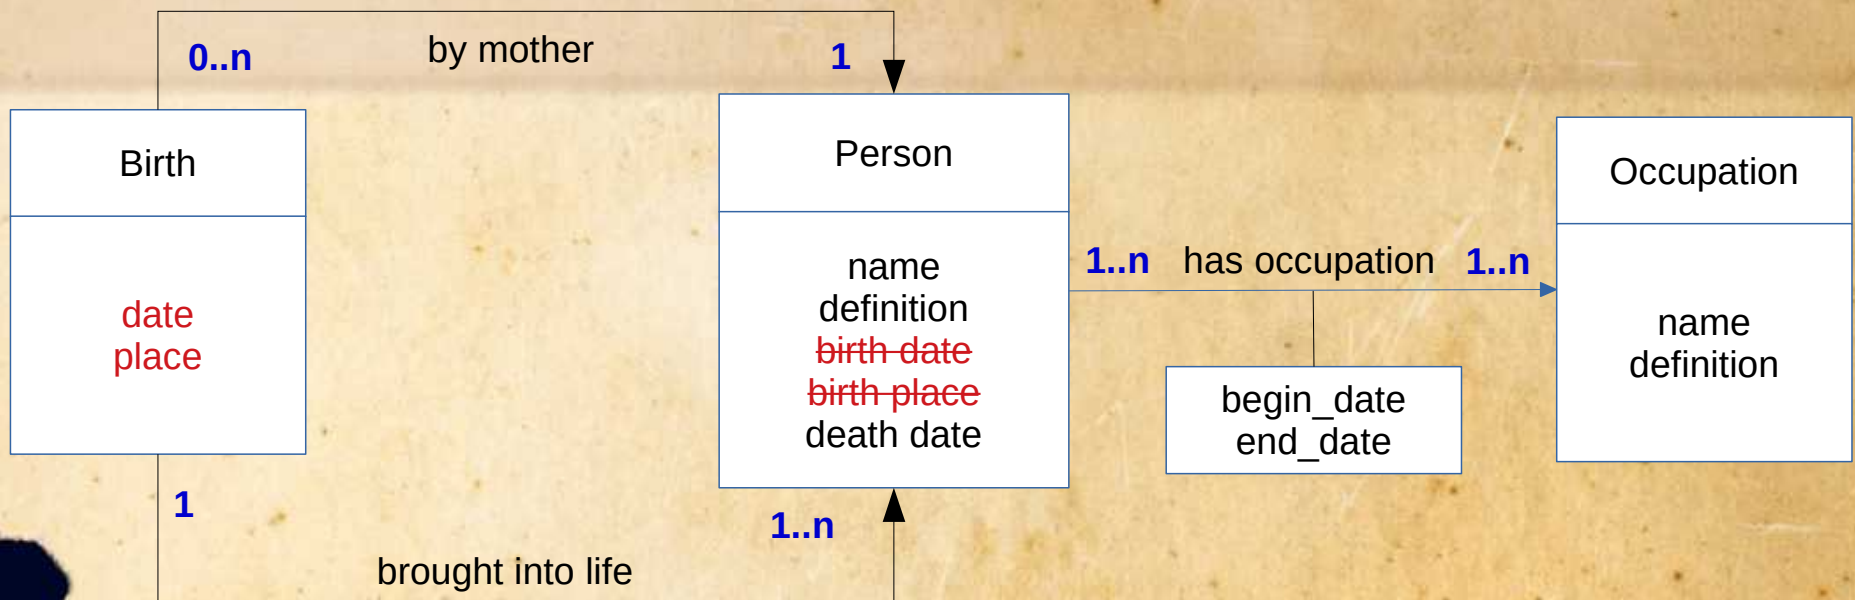 0..n
by mother
1
Birth
date
place
Person
name
definition
birth date
birth place
death date
1..n
has occupation
1..n
begin_date
end_date
Occupation
name
definition
1
1..n
brought into life